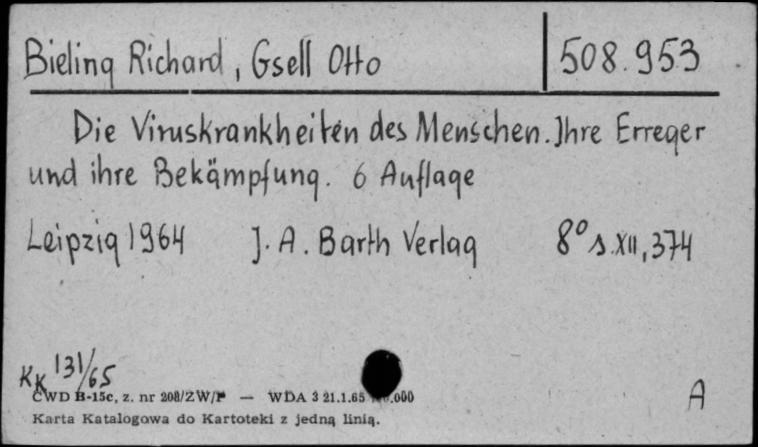 Bieling Richard, Gsell Otto 508.953
Die Viruskrankheiten des Menschen. Ihre Erreger
und ihre Bekämpfung. 6 Auflage
Leipzig 1964 J. A. Barth Verlag 8° s. XII, 374
KK 131/65
CWD B-15c, z. nr 208/ZW/P — WDA 3 21.1.65 .000 A
Karta Katalogowa do Kartoteki z jedną linią.